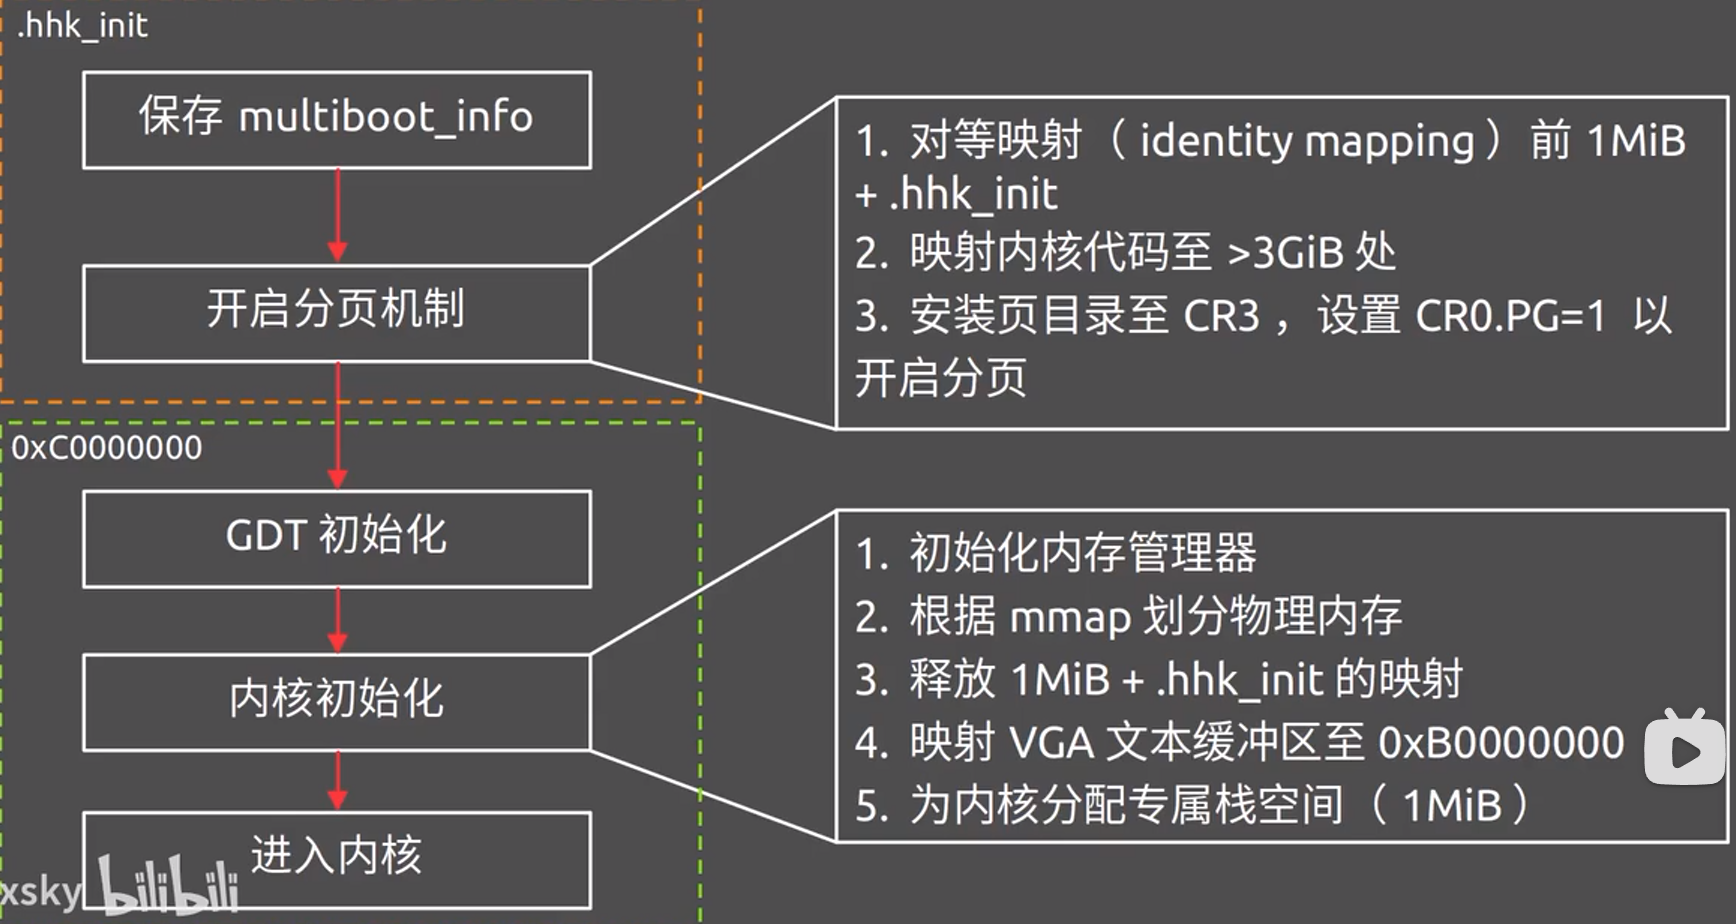 .hhk_init
保存 multiboot_info
开启分页机制
1. 对等映射（ identity mapping ）前 1MiB
+ .hhk_init
2. 映射内核代码至 >3GiB 处
3. 安装页目录至 CR3 ，设置 CR0.PG=1 以
开启分页
0xC0000000
GDT 初始化
内核初始化
进入内核
1. 初始化内存管理器
2. 根据 mmap 划分物理内存
3. 释放 1MiB + .hhk_init 的映射
4. 映射 VGA 文本缓冲区至 0xB0000000
5. 为内核分配专属栈空间（ 1MiB ）
xsky bilibili